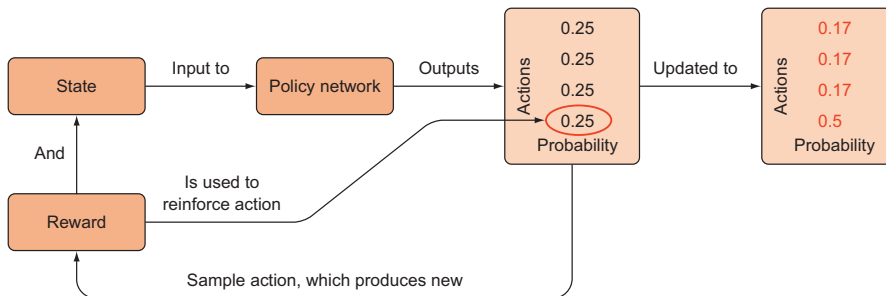 State
Input to
Policy network
Outputs
Actions
0.25
0.25
0.25
0.25
Probability
Updated to
Actions
0.17
0.17
0.17
0.5
Probability
And
Reward
Is used to
reinforce action
Sample action, which produces new